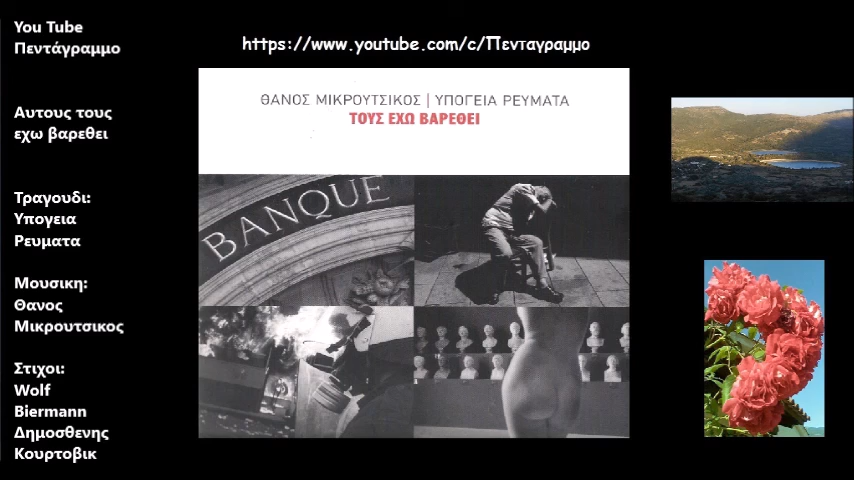 You Tube
Πεντάγραμμο
Αυτους τους
εχω βαρεθει
Τραγουδι:
Υπογεια
Ρευματα
Μουσικη:
Θανος
Μικρουτσικος
Στιχοι:
Wolf
Biermann
Δημοσθενης
Κουρτοβικ
https://www.youtube.com/c/Πενταγραμμο
ΘΑΝΟΣ ΜΙΚΡΟΥΤΣΙΚΟΣ | ΥΠΟΓΕΙΑ ΡΕΥΜΑΤΑ
ΤΟΥΣ ΕΧΩ ΒΑΡΕΘΕΙ
BANQUE